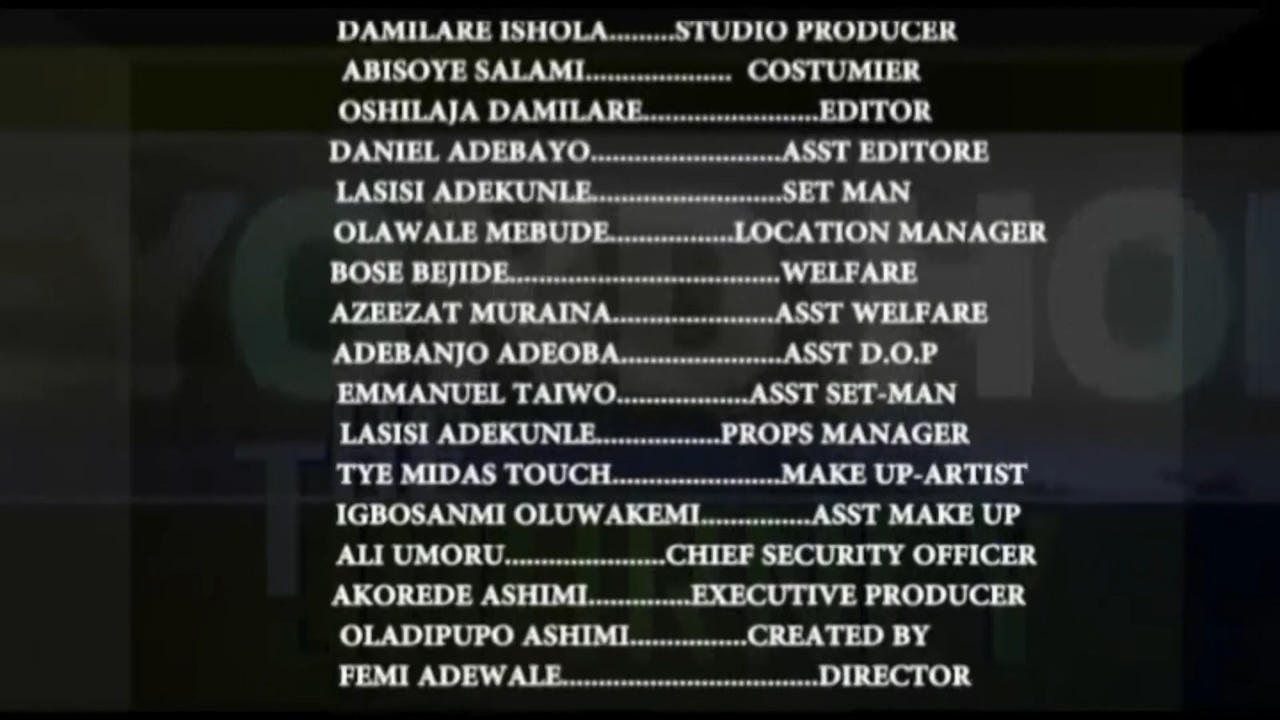 DAMILARE ISHOLA.........STUDIO PRODUCER
ABISOYE SALAMI.................... COSTUMIER
OSHILAJA DAMILARE........................EDITOR
DANIEL ADEBAYO..........................ASST EDITORE
LASISI ADEKUNLE..........................SET MAN
OLAWALE MEBUDE.................LOCATION MANAGER
BOSE BEJIDE.....................................WELFARE
AZEEZAT MURAINA......................ASST WELFARE
ADEBANJO ADEOBA......................ASST D.O.P
EMMANUEL TAIWO..................ASST SET-MAN
LASISI ADEKUNLE.................PROPS MANAGER
TYE MIDAS TOUCH.......................MAKE UP-ARTIST
IGBOSANMI OLUWAKEMI...............ASST MAKE UP
ALI UMORU......................CHIEF SECURITY OFFICER
AKOREDE ASHIMI..............EXECUTIVE PRODUCER
OLADIPUPO ASHIMI................CREATED BY
FEMI ADEWALE...................................DIRECTOR